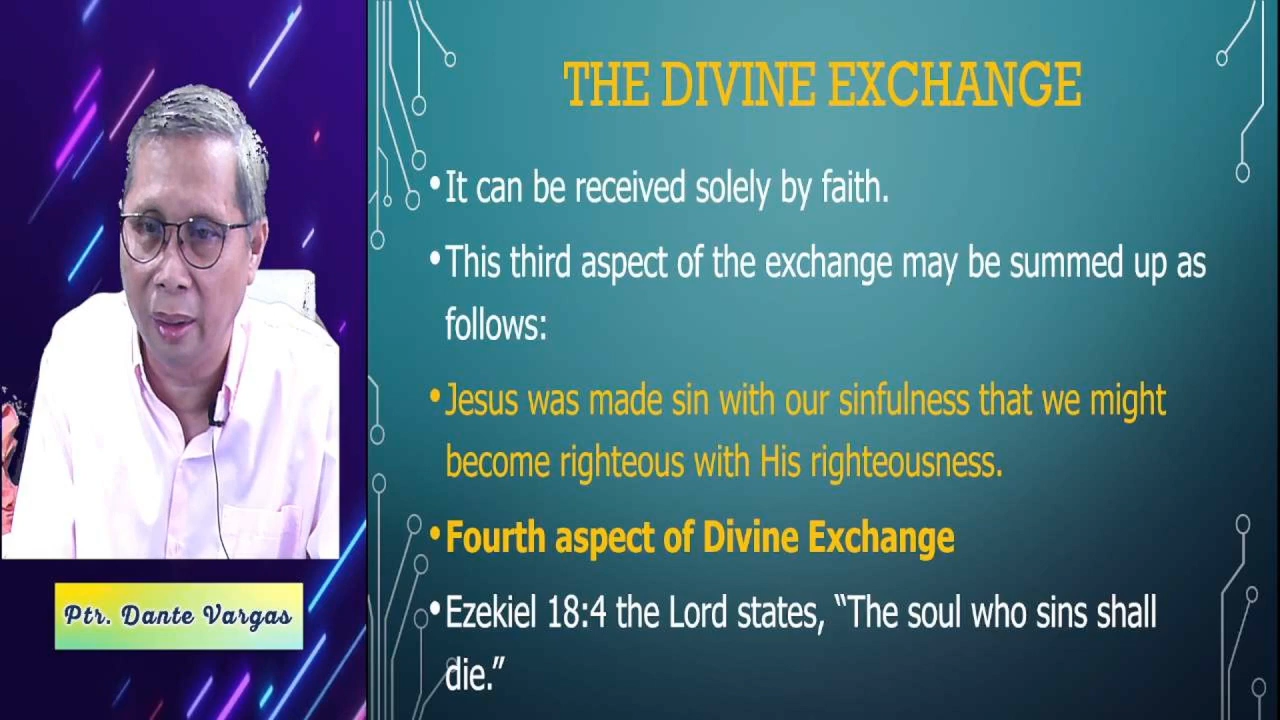 THE DIVINE EXCHANGE
•It can be received solely by faith.
•This third aspect of the exchange may be summed up as
follows:
•Jesus was made sin with our sinfulness that we might
become righteous with His righteousness.
•Fourth aspect of Divine Exchange
•Ezekiel 18:4 the Lord states, “The soul who sins shall
die.”
Ptr. Dante Vargas